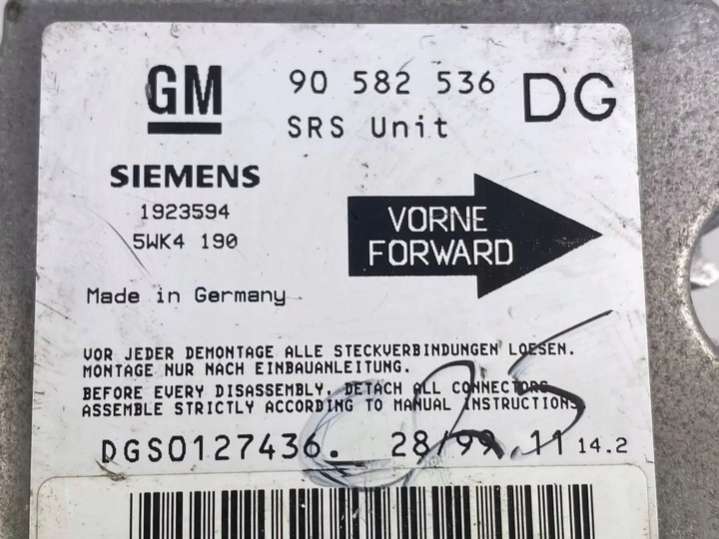 GM 90 582 536 DG
SRS Unit
SIEMENS
1923594
5WK4 190
VORNE
FORWARD
Made in Germany
VOR JEDER DEMONTAGE ALLE STECKVERBINDUNGEN LOESEN.
MONTAGE NUR NACH EINBAUANLEITUNG.
BEFORE EVERY DISASSEMBLY, DETACH ALL CONNECTORS
ASSEMBLE STRICTLY ACCORDING TO MANUAL INSTRUCTIONS
DGS0127436. 28/99.11 14.2